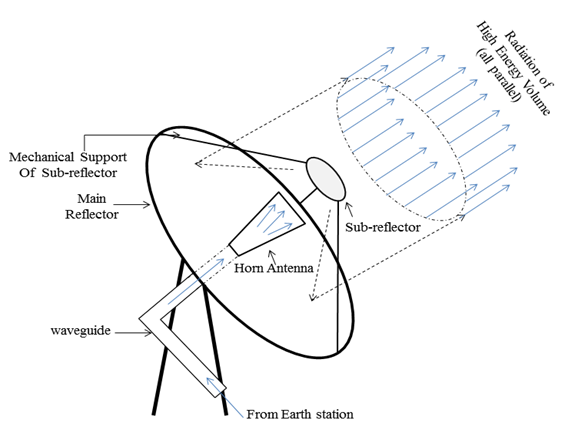 Radiation of
High Energy Volume
(all parallel)
Mechanical Support
Of Sub-reflector
Main
Reflector
Sub-reflector
Horn Antenna
waveguide
From Earth station